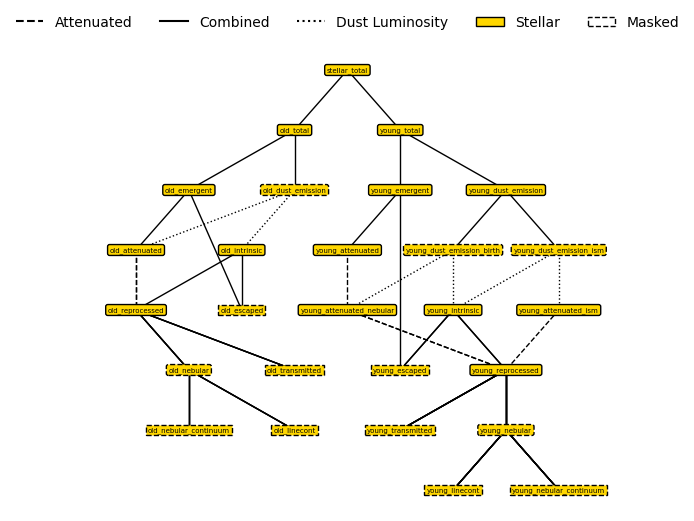 Attenuated Combined Dust Luminosity Stellar Masked
stellar_total
old_total young_total
old_emergent old_dust_emission young_emergent young_dust_emission
old_attenuated old_intrinsic young_attenuated young_dust_emission_birth young_dust_emission_ism
old_reprocessed old_escaped young_attenuated_nebular young_intrinsic young_attenuated_ism
old_nebular old_transmitted young_escaped young_reprocessed
old_nebular_continuum old_linecont young_transmitted young_nebular
young_linecont young_nebular_continuum